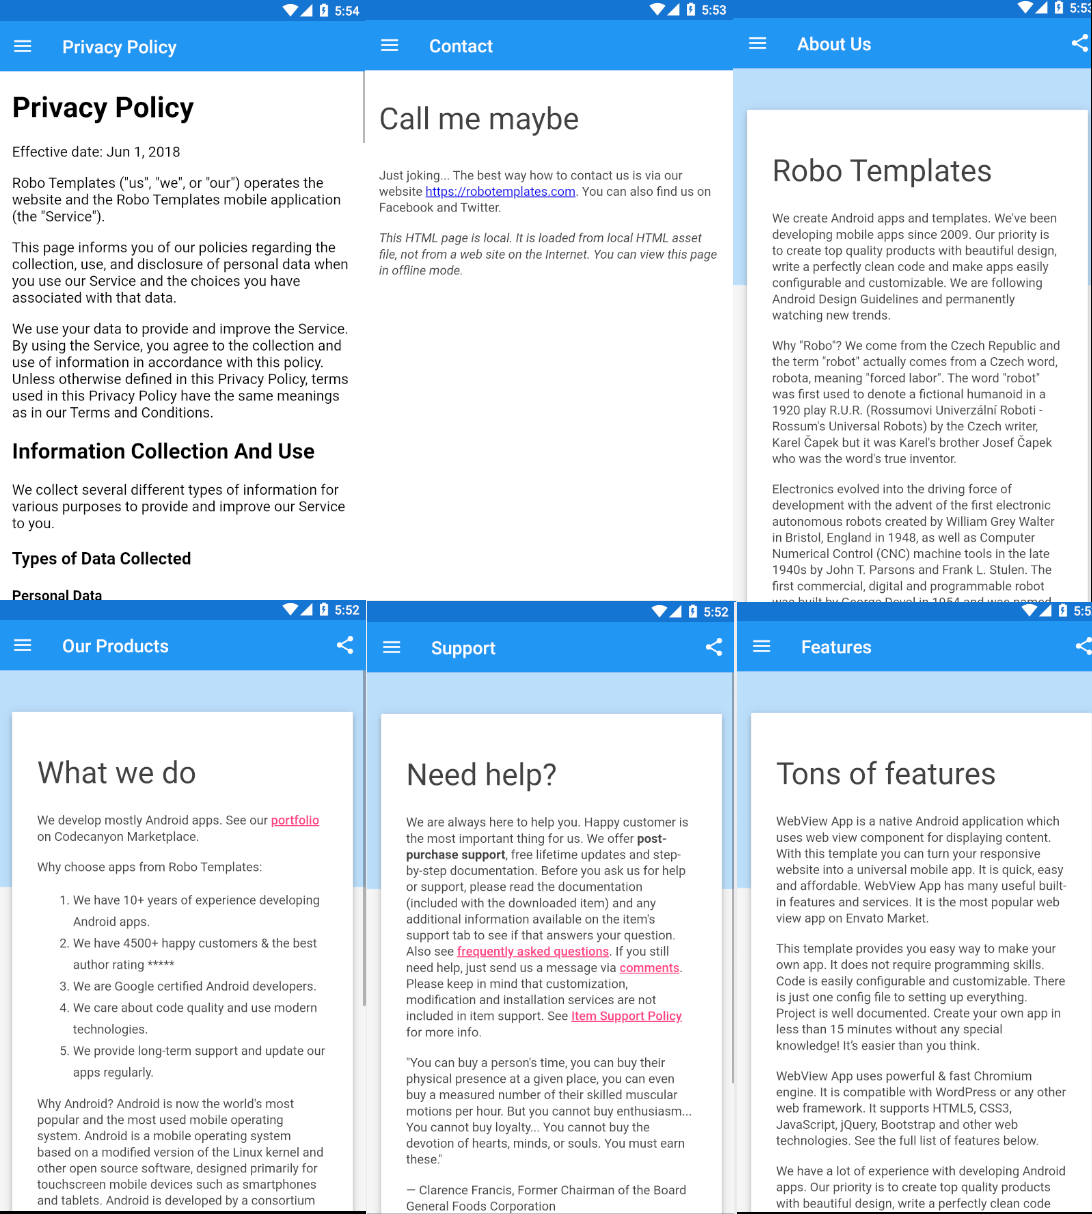 5:54
Privacy Policy
Privacy Policy
Effective date: Jun 1, 2018
Robo Templates ("us", "we", or "our") operates the
website and the Robo Templates mobile application
(the "Service").
This page informs you of our policies regarding the
collection, use, and disclosure of personal data when
you use our Service and the choices you have
associated with that data.
We use your data to provide and improve the Service.
By using the Service, you agree to the collection and
use of information in accordance with this policy.
Unless otherwise defined in this Privacy Policy, terms
used in this Privacy Policy have the same meanings
as in our Terms and Conditions.
Information Collection And Use
We collect several different types of information for
various purposes to provide and improve our Service
to you.
Types of Data Collected
Personal Data
5:53
Contact
Call me maybe
Just joking... The best way how to contact us is via our
website https://robotemplates.com. You can also find us on
Facebook and Twitter.
This HTML page is local. It is loaded from local HTML asset
file, not from a web site on the Internet. You can view this page
in offline mode.
5:53
About Us
Robo Templates
We create Android apps and templates. We've been
developing mobile apps since 2009. Our priority is
to create top quality products with beautiful design,
write a perfectly clean code and make apps easily
configurable and customizable. We are following
Android Design Guidelines and permanently
watching new trends.
Why "Robo"? We come from the Czech Republic and
the term "robot" actually comes from a Czech word,
robota, meaning "forced labor". The word "robot"
was first used to denote a fictional humanoid in a
1920 play R.U.R. (Rossumovi Univerzální Roboti -
Rossum's Universal Robots) by the Czech writer,
Karel Čapek but it was Karel's brother Josef Čapek
who was the word's true inventor.
Electronics evolved into the driving force of
development with the advent of the first electronic
autonomous robots created by William Grey Walter
in Bristol, England in 1948, as well as Computer
Numerical Control (CNC) machine tools in the late
1940s by John T. Parsons and Frank L. Stulen. The
first commercial, digital and programmable robot
was built by George Devol in 1954 and was named
5:52
Our Products
What we do
We develop mostly Android apps. See our portfolio
on Codecanyon Marketplace.
Why choose apps from Robo Templates:
1. We have 10+ years of experience developing
Android apps.
2. We have 4500+ happy customers & the best
author rating *****
3. We are Google certified Android developers.
4. We care about code quality and use modern
technologies.
5. We provide long-term support and update our
apps regularly.
Why Android? Android is now the world's most
popular and the most used mobile operating
system. Android is a mobile operating system
based on a modified version of the Linux kernel and
other open source software, designed primarily for
touchscreen mobile devices such as smartphones
and tablets. Android is developed by a consortium
5:52
Support
Need help?
We are always here to help you. Happy customer is
the most important thing for us. We offer post-
purchase support, free lifetime updates and step-
by-step documentation. Before you ask us for help
or support, please read the documentation
(included with the downloaded item) and any
additional information available on the item's
support tab to see if that answers your question.
Also see frequently asked questions. If you still
need help, just send us a message via comments.
Please keep in mind that customization,
modification and installation services are not
included in item support. See Item Support Policy
for more info.
"You can buy a person's time, you can buy their
physical presence at a given place, you can even
buy a measured number of their skilled muscular
motions per hour. But you cannot buy enthusiasm...
You cannot buy loyalty... You cannot buy the
devotion of hearts, minds, or souls. You must earn
these."
— Clarence Francis, Former Chairman of the Board
General Foods Corporation
5:5
Features
Tons of features
WebView App is a native Android application which
uses web view component for displaying content.
With this template you can turn your responsive
website into a universal mobile app. It is quick, easy
and affordable. WebView App has many useful built-
in features and services. It is the most popular web
view app on Envato Market.
This template provides you easy way to make your
own app. It does not require programming skills.
Code is easily configurable and customizable. There
is just one config file to setting up everything.
Project is well documented. Create your own app in
less than 15 minutes without any special
knowledge! It's easier than you think.
WebView App uses powerful & fast Chromium
engine. It is compatible with WordPress or any other
web framework. It supports HTML5, CSS3,
JavaScript, jQuery, Bootstrap and other web
technologies. See the full list of features below.
We have a lot of experience with developing Android
apps. Our priority is to create top quality products
with beautiful design, write a perfectly clean code